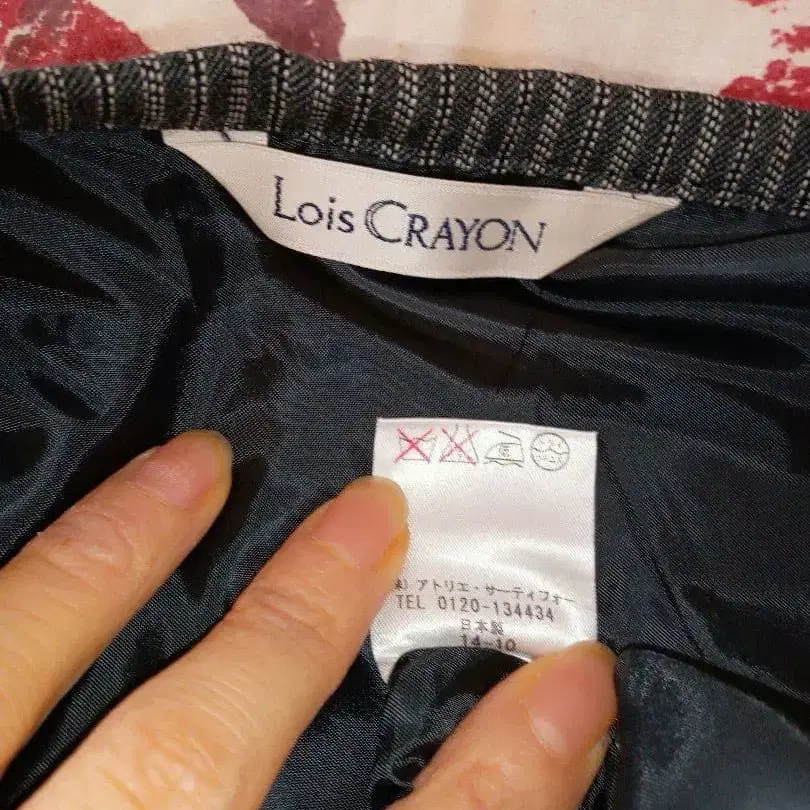 Lois CRAYON
アトリエ・サーティフォー
TEL 0120-134434
日本製
14-10